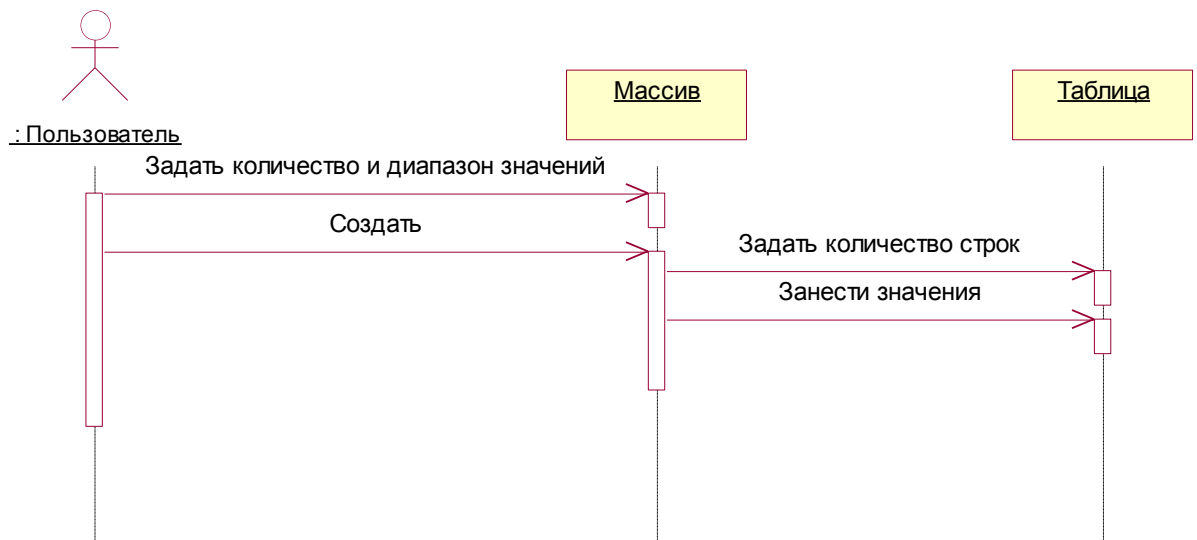 Массив
Таблица
: Пользователь
Задать количество и диапазон значений
Создать
Задать количество строк
Занести значения